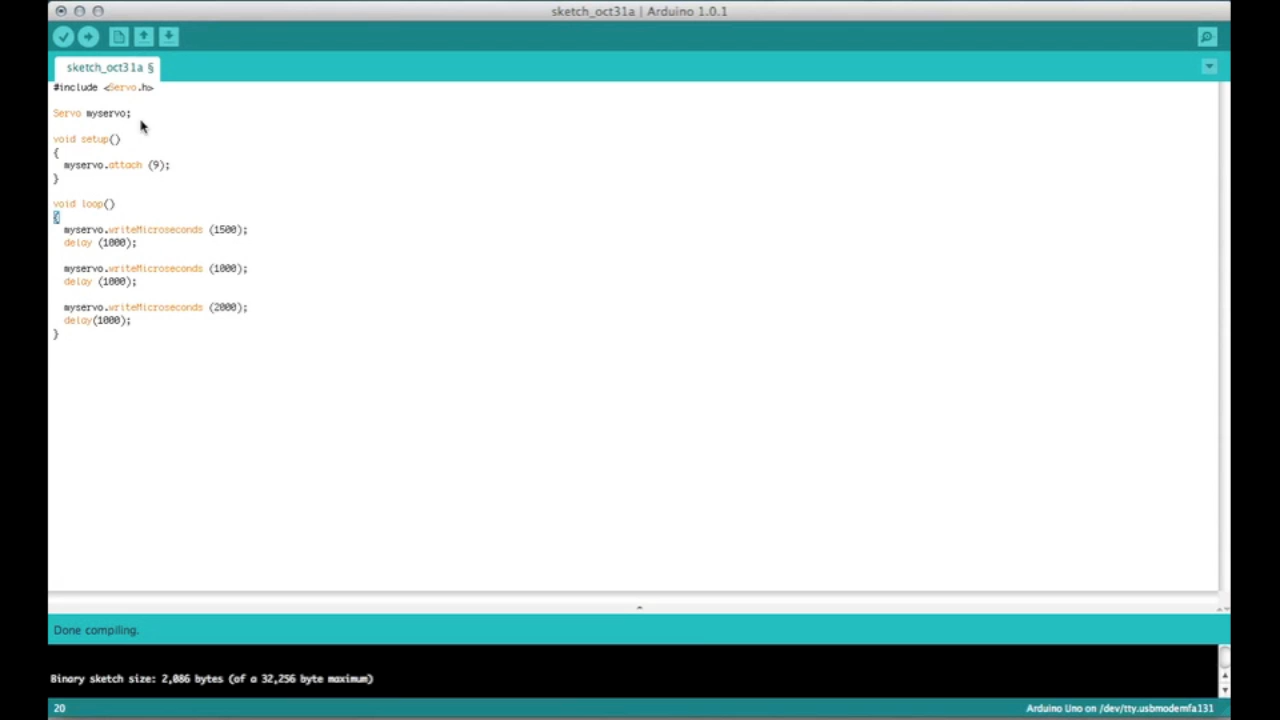 sketch_oct31a | Arduino 1.0.1
sketch_oct31a §
#include <Servo.h>
Servo myservo;
void setup()
{
myservo.attach (9);
}
void loop()
{
myservo.writeMicroseconds (1500);
delay (1000);
myservo.writeMicroseconds (1000);
delay (1000);
myservo.writeMicroseconds (2000);
delay(1000);
}
Done compiling.
Binary sketch size: 2,086 bytes (of a 32,256 byte maximum)
20
Arduino Uno on /dev/tty.usbmodemfa131